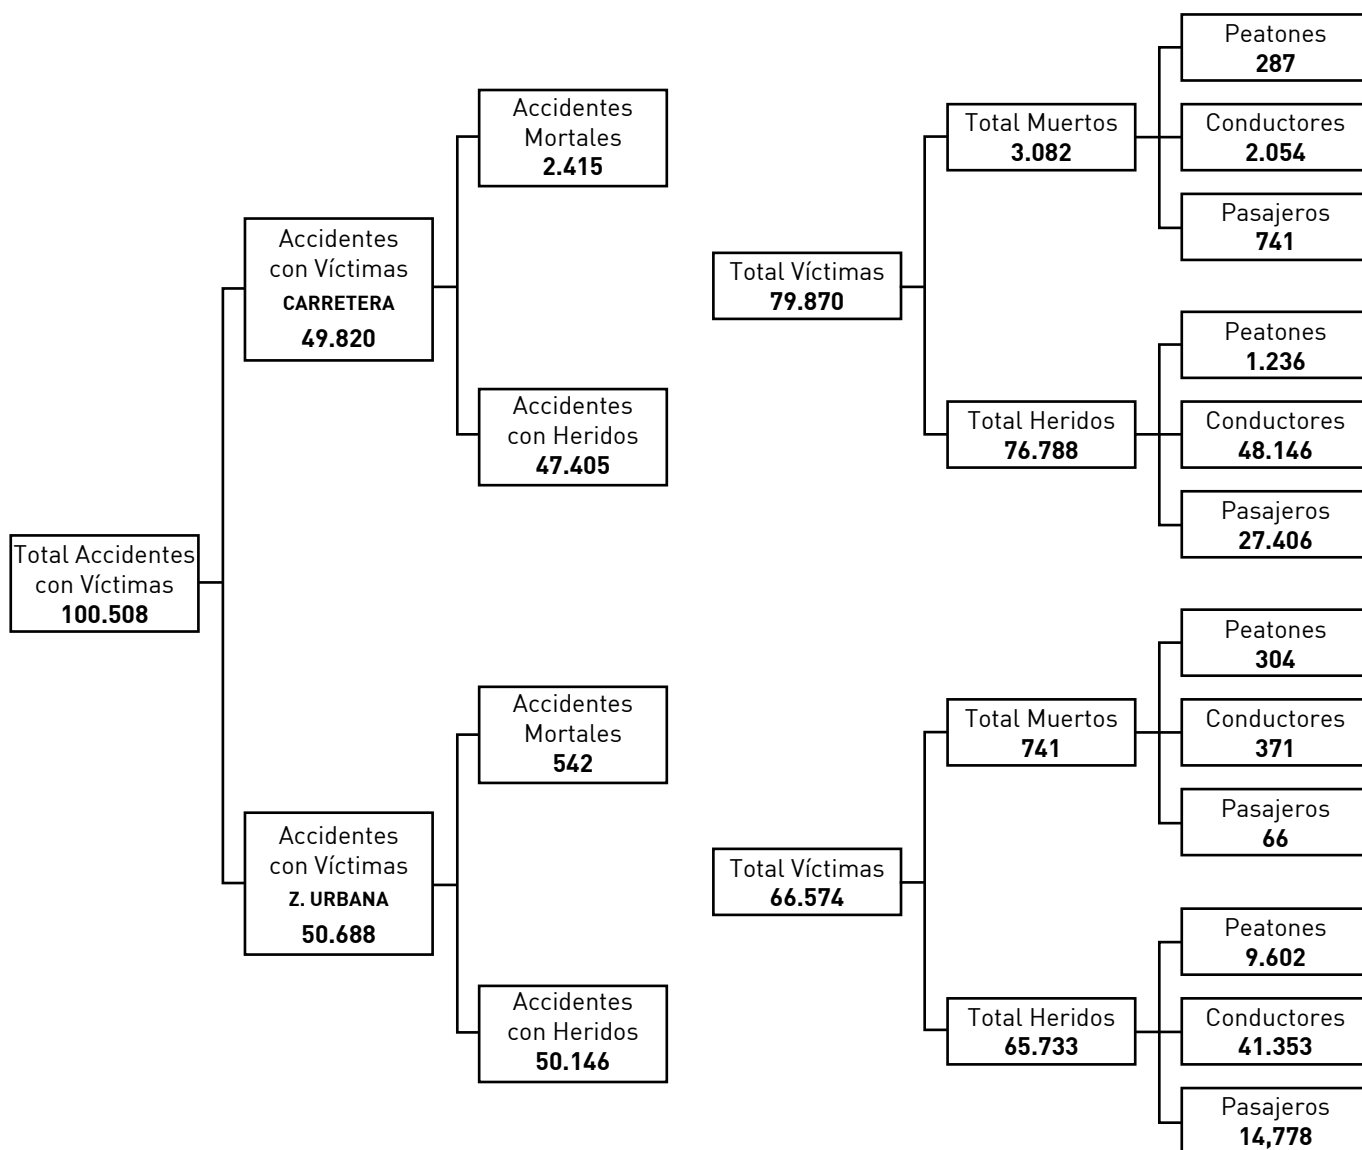 Total Accidentes
con Víctimas
100.508
Accidentes
con Víctimas
CARRETERA
49.820
Accidentes
Mortales
2.415
Accidentes
con Heridos
47.405
Accidentes
con Víctimas
Z. URBANA
50.688
Accidentes
Mortales
542
Accidentes
con Heridos
50.146
Total Víctimas
79.870
Total Muertos
3.082
Peatones
287
Conductores
2.054
Pasajeros
741
Total Heridos
76.788
Peatones
1.236
Conductores
48.146
Pasajeros
27.406
Total Víctimas
66.574
Total Muertos
741
Peatones
304
Conductores
371
Pasajeros
66
Total Heridos
65.733
Peatones
9.602
Conductores
41.353
Pasajeros
14,778